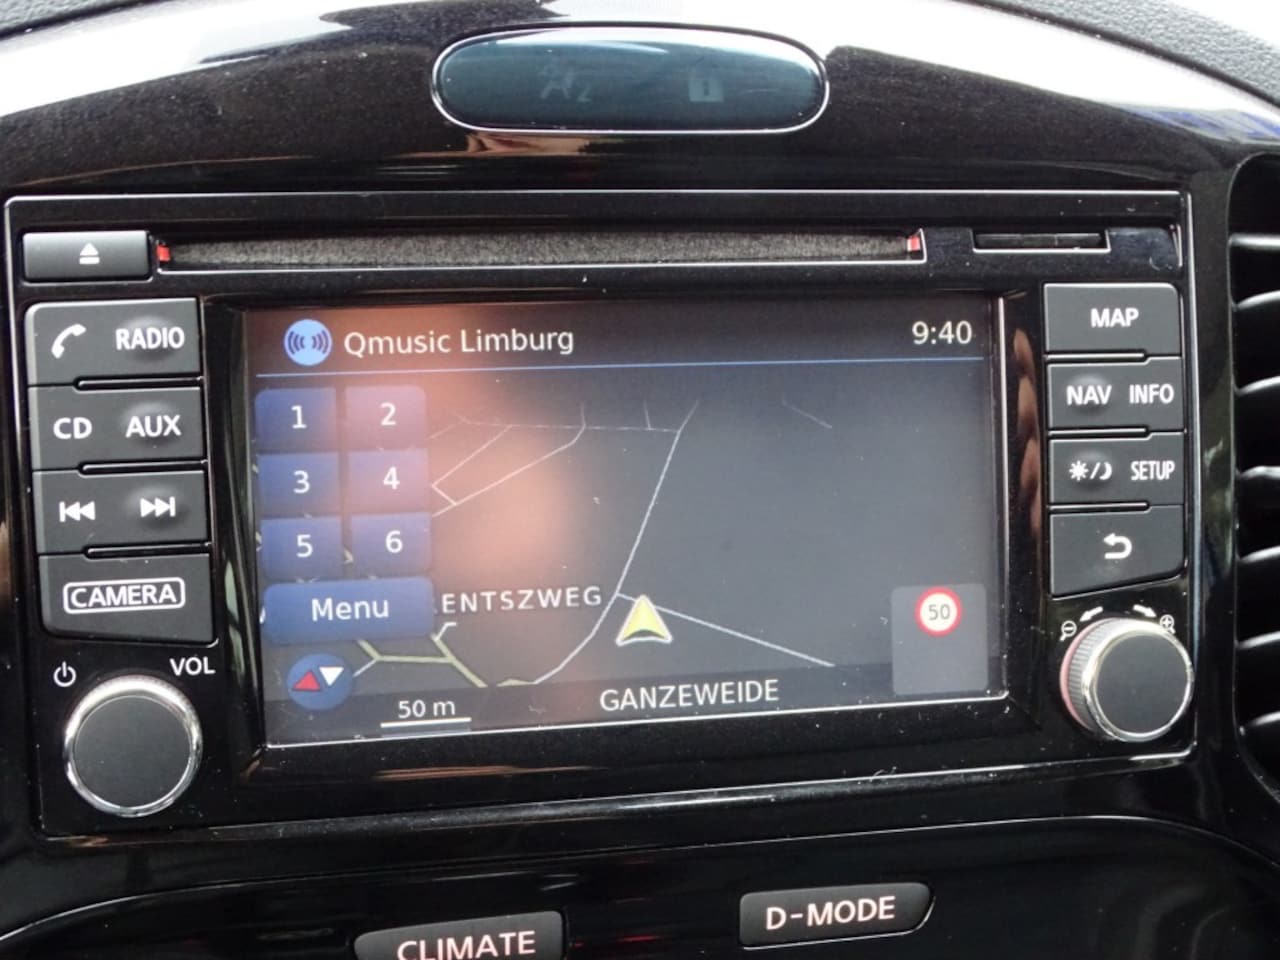 RADIO
CD AUX
CAMERA
VOL
Qmusic Limburg 9:40
1 2
3 4
5 6
Menu
ENTSZWEG
50
50 m
GANZEWEIDE
MAP
NAV INFO
SETUP
CLIMATE
D-MODE